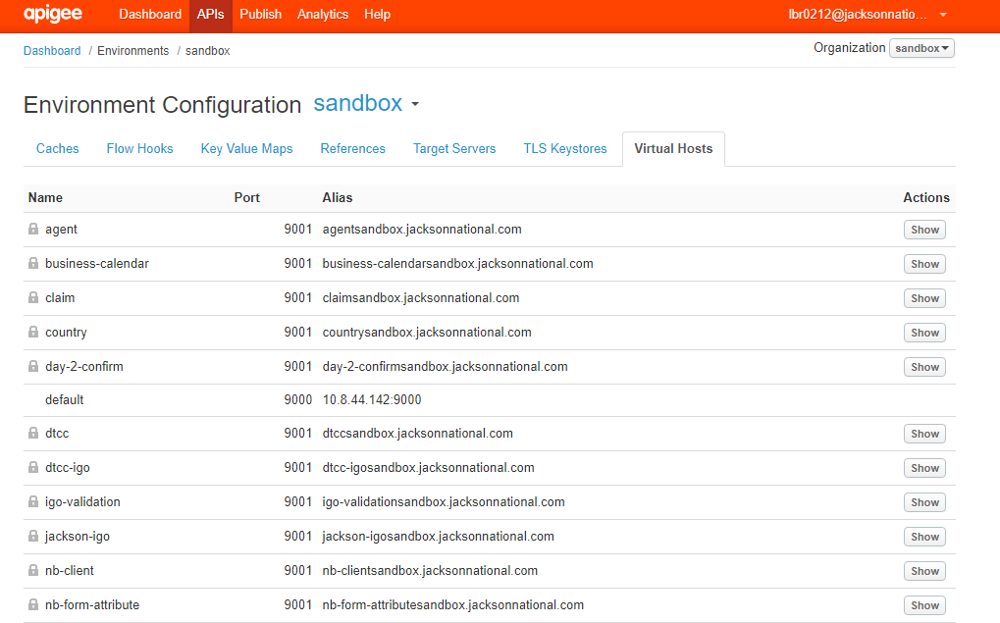 apigee Dashboard APIs Publish Analytics Help lbr0212@jacksonnatio...
Dashboard / Environments / sandbox Organization sandbox
Environment Configuration sandbox
Caches Flow Hooks Key Value Maps References Target Servers TLS Keystores Virtual Hosts
Name Port Alias Actions
agent 9001 agentsandbox.jacksonnational.com Show
business-calendar 9001 business-calendarsandbox.jacksonnational.com Show
claim 9001 claimsandbox.jacksonnational.com Show
country 9001 countrysandbox.jacksonnational.com Show
day-2-confirm 9001 day-2-confirmsandbox.jacksonnational.com Show
default 9000 10.8.44.142:9000
dtcc 9001 dtccsandbox.jacksonnational.com Show
dtcc-igo 9001 dtcc-igosandbox.jacksonnational.com Show
igo-validation 9001 igo-validationsandbox.jacksonnational.com Show
jackson-igo 9001 jackson-igosandbox.jacksonnational.com Show
nb-client 9001 nb-clientsandbox.jacksonnational.com Show
nb-form-attribute 9001 nb-form-attributesandbox.jacksonnational.com Show